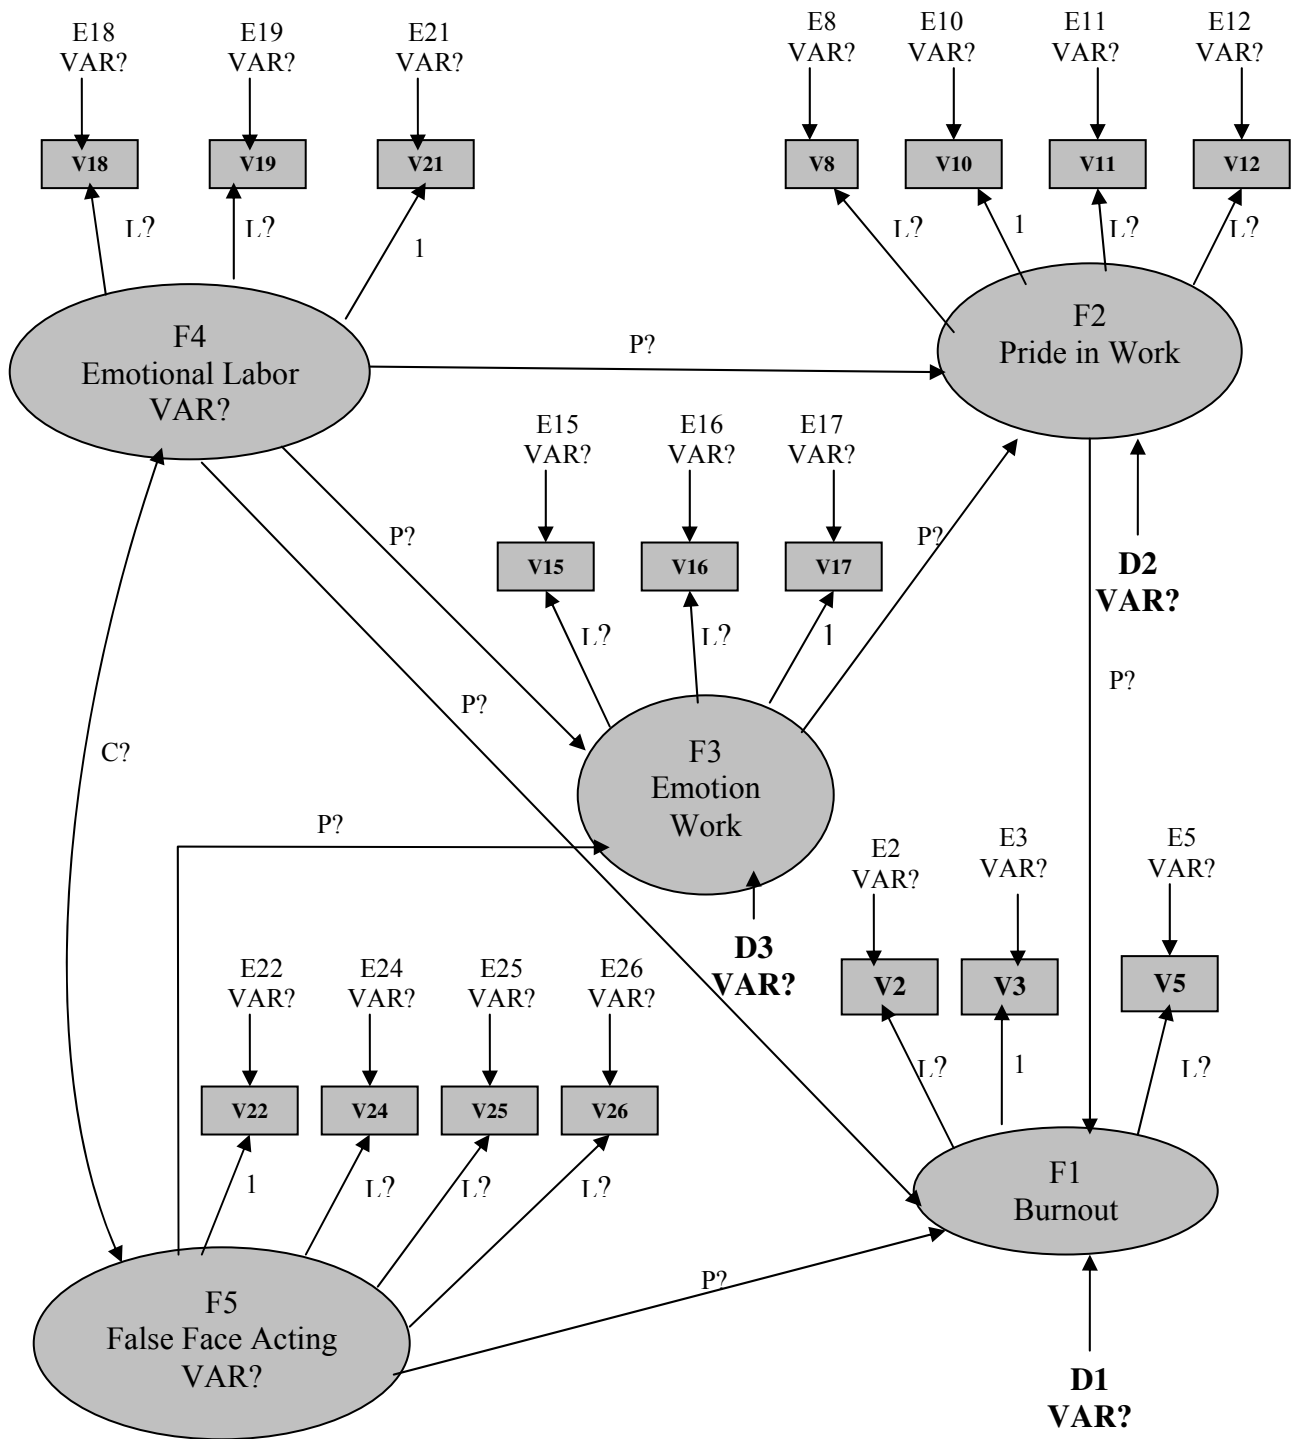 E18
VAR?
E19
VAR?
E21
VAR?
E8
VAR?
E10
VAR?
E11
VAR?
E12
VAR?
V18
V19
V21
V8
V10
V11
V12
L?
L?
1
L?
1
L?
L?
F4
Emotional Labor
VAR?
P?
F2
Pride in Work
E15
VAR?
E16
VAR?
E17
VAR?
P?
P?
V15
V16
V17
D2
VAR?
L?
L?
1
P?
P?
C?
F3
Emotion
Work
P?
E2
VAR?
E3
VAR?
E5
VAR?
D3
VAR?
E22
VAR?
E24
VAR?
E25
VAR?
E26
VAR?
V2
V3
V5
L?
1
L?
V22
V24
V25
V26
1
L?
L?
L?
F1
Burnout
P?
F5
False Face Acting
VAR?
D1
VAR?